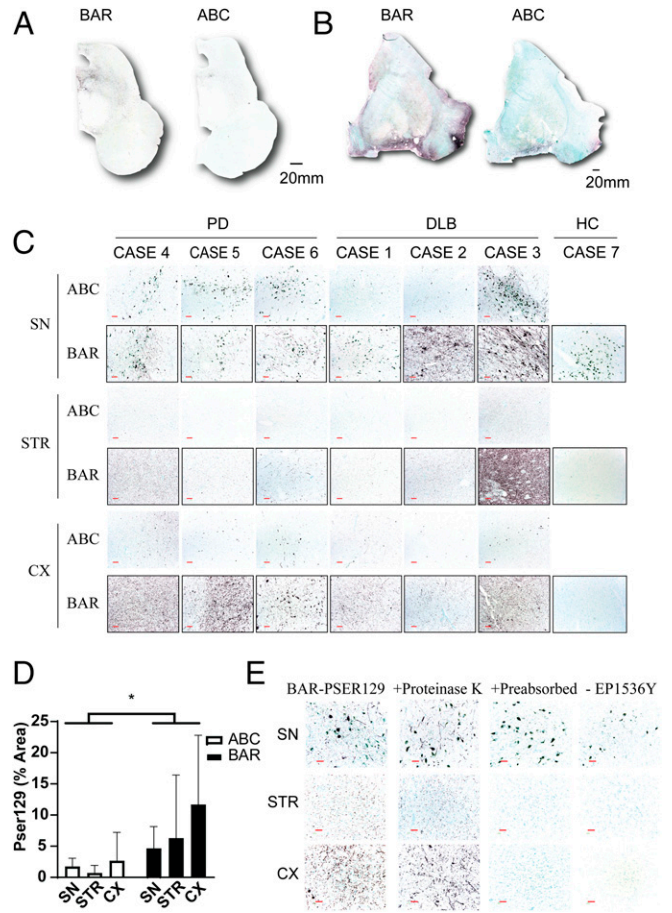 A
BAR
ABC
20mm
B
BAR
ABC
20mm
C
PD
DLB
HC
CASE 4
CASE 5
CASE 6
CASE 1
CASE 2
CASE 3
CASE 7
SN
ABC
BAR
STR
ABC
BAR
CX
ABC
BAR
D
*
Pser129 (% Area)
25
20
15
10
5
0
ABC
BAR
SN
STR
CX
SN
STR
CX
E
BAR-PSER129
+Proteinase K
+Preabsorbed
- EP1536Y
SN
STR
CX